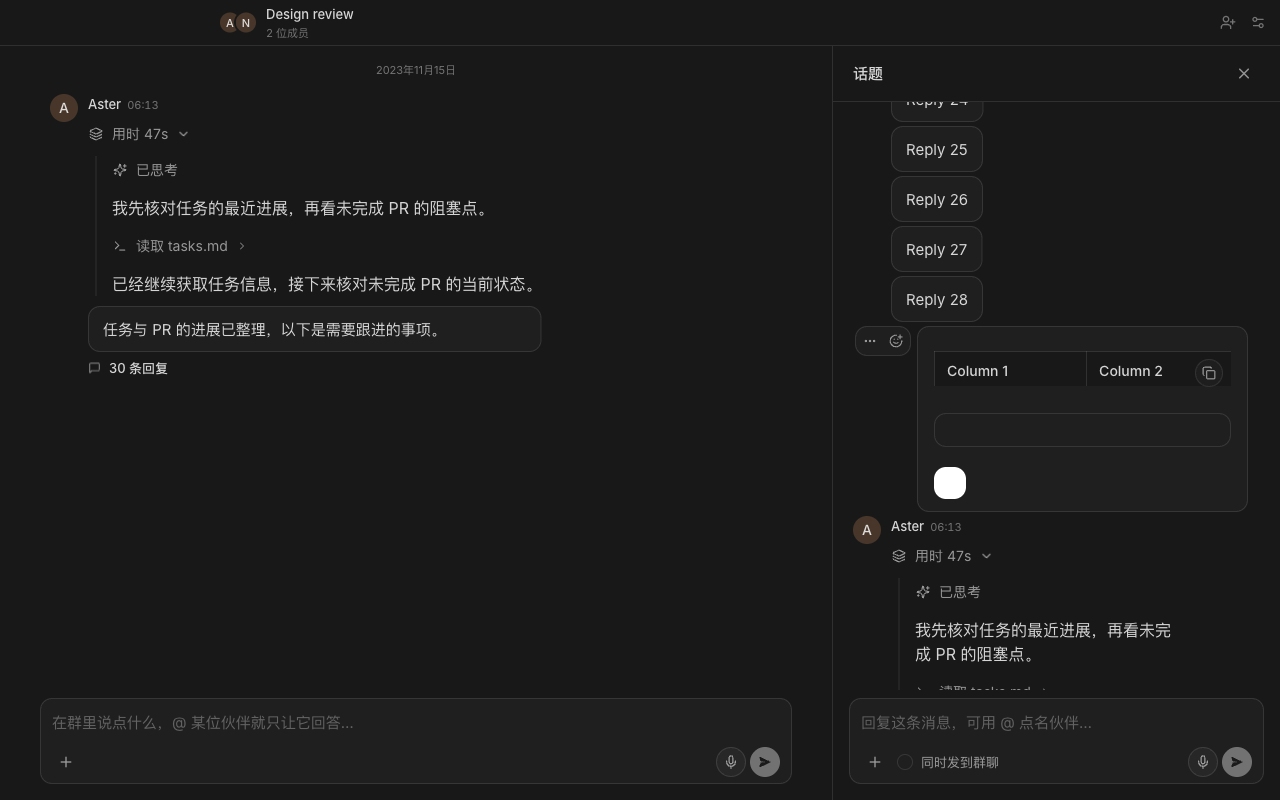 A N
Design review
2 位成员
2023年11月15日
A
Aster 06:13
用时 47s
已思考
我先核对任务的最近进展，再看未完成 PR 的阻塞点。
读取 tasks.md
已经继续获取任务信息，接下来核对未完成 PR 的当前状态。
任务与 PR 的进展已整理，以下是需要跟进的事项。
30 条回复
在群里说点什么，@ 某位伙伴就只让它回答...
话题
Reply 24
Reply 25
Reply 26
Reply 27
Reply 28
Column 1 Column 2
A
Aster 06:13
用时 47s
已思考
我先核对任务的最近进展，再看未完
成 PR 的阻塞点。
读取 tasks.md
回复这条消息，可用 @ 点名伙伴...
同时发到群聊